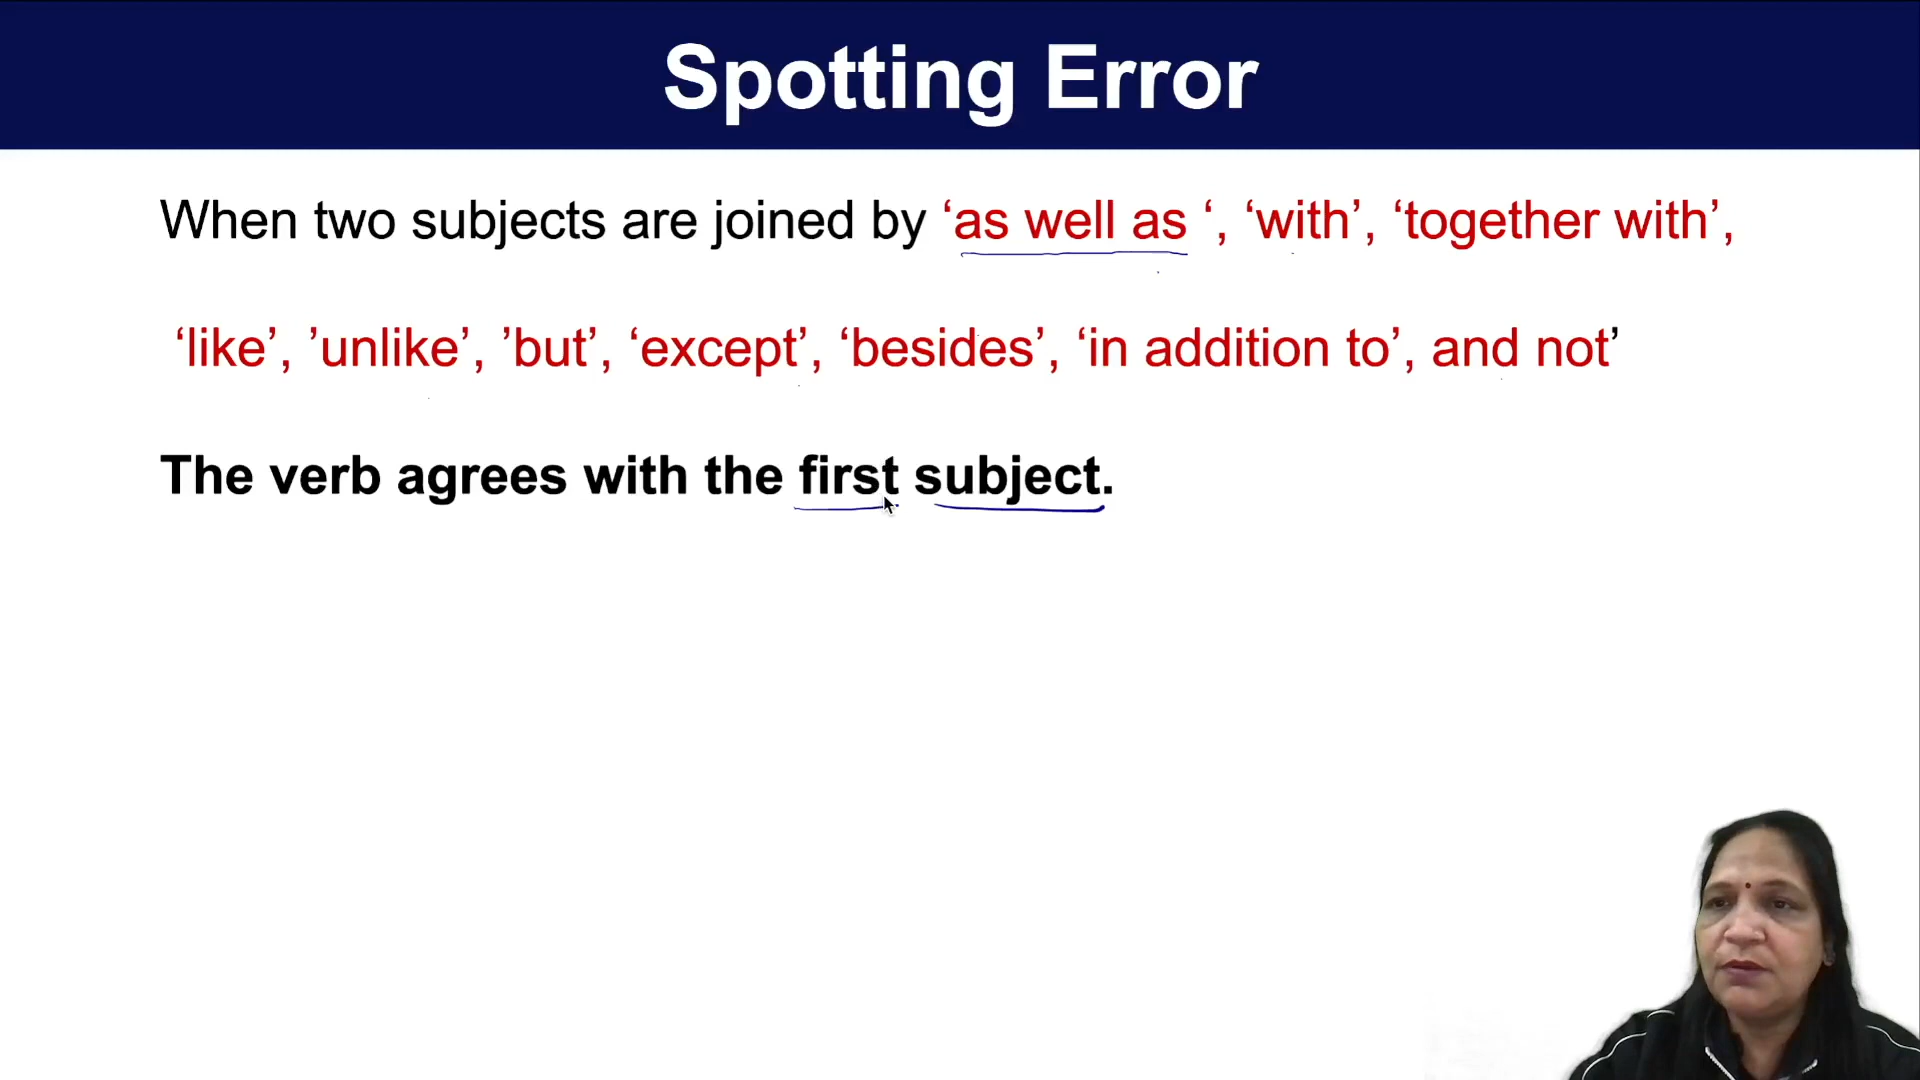 Spotting Error
When two subjects are joined by ‘as well as ‘, ‘with’, ‘together with’,
‘like’, ’unlike’, ’but’, ‘except’, ‘besides’, ‘in addition to’, and not’
The verb agrees with the first subject.